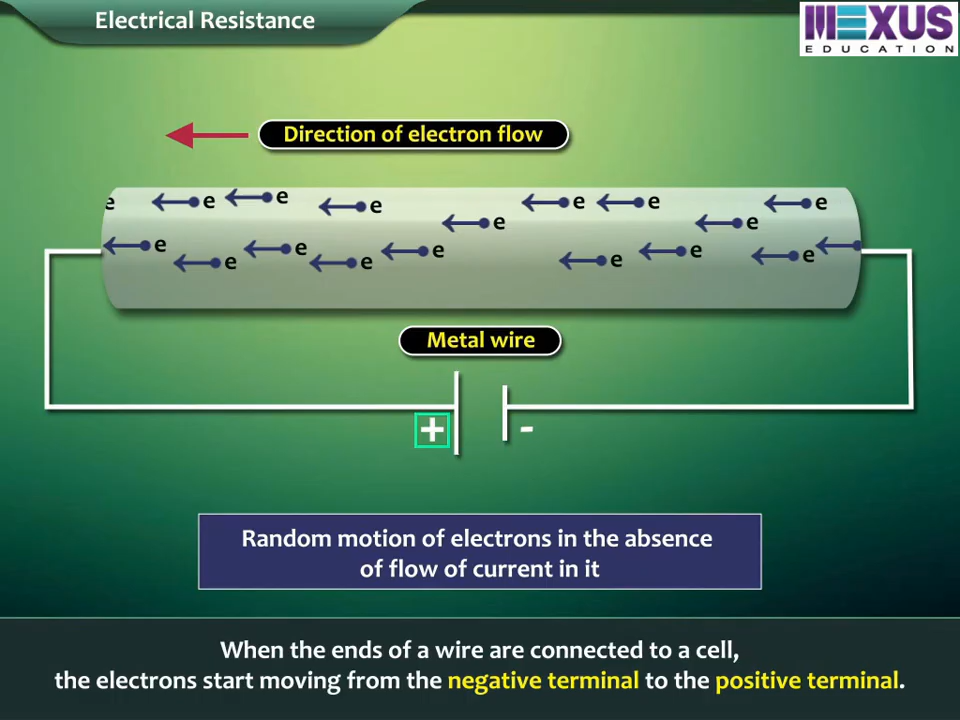 Electrical Resistance
MEXUS
EDUCATION
Direction of electron flow
e e e e e e e e e
e e e e e e e e e
Metal wire
+ -
Random motion of electrons in the absence
of flow of current in it
When the ends of a wire are connected to a cell,
the electrons start moving from the negative terminal to the positive terminal.